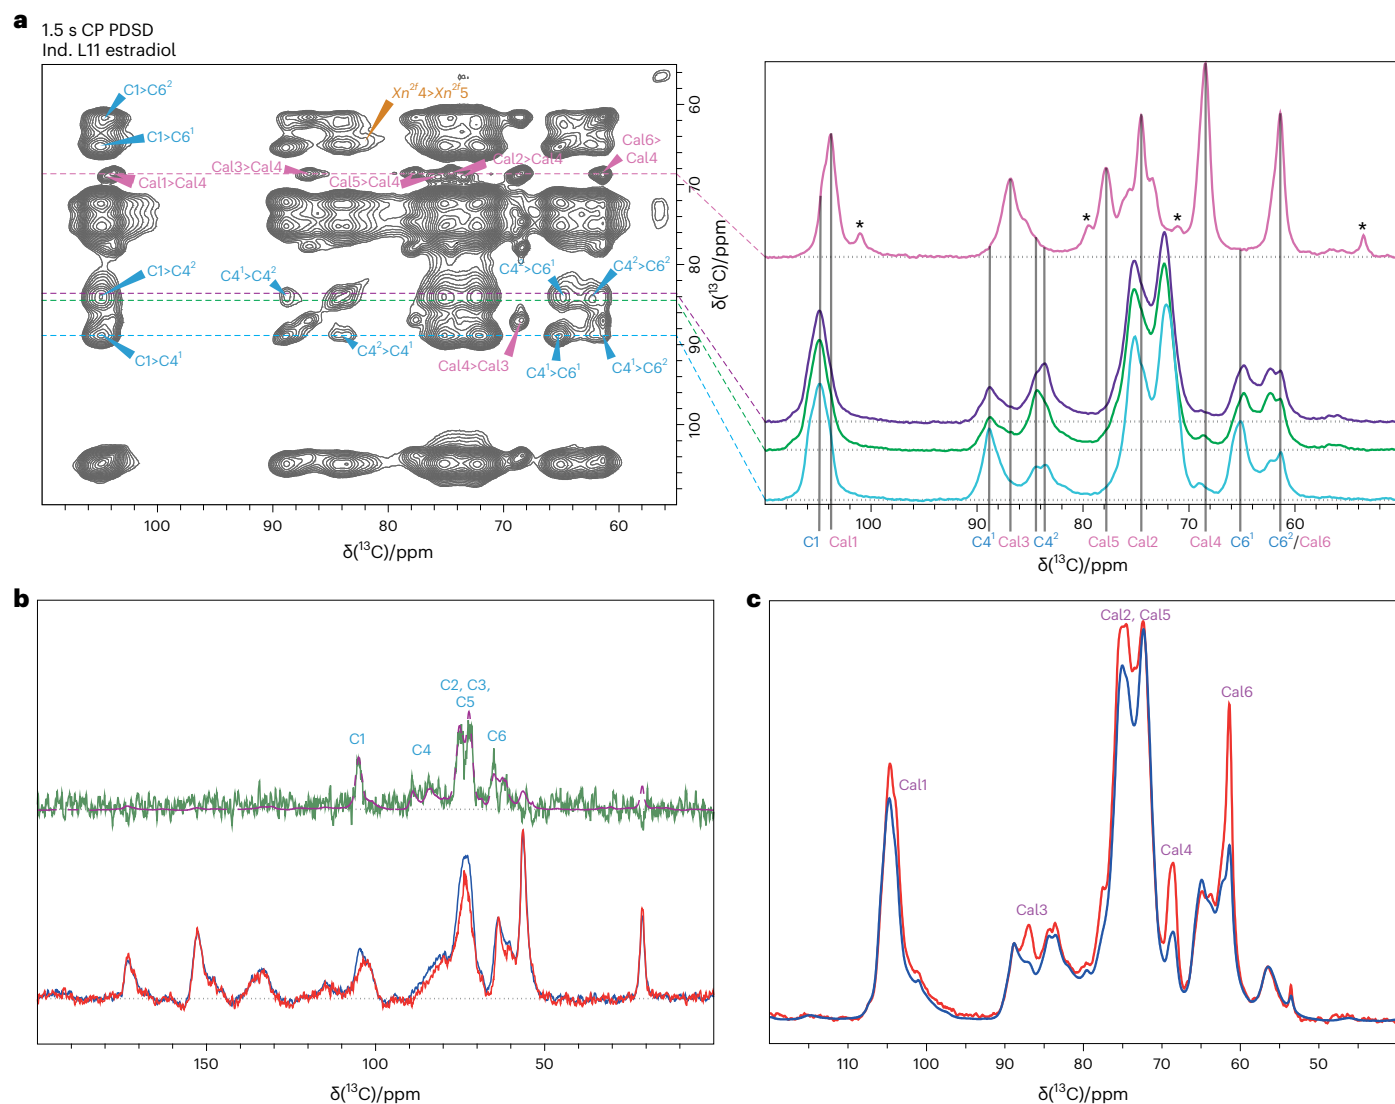 a
1.5 s CP PDSD
Ind. L11 estradiol
C1>C6²
C1>C6¹
Xn²ᶠ4>Xn²ᶠ5
Cal6>
Cal4
Cal3>Cal4
Cal2>Cal4
Cal1>Cal4
Cal5>Cal4
C1>C4²
C4¹>C4²
C4²>C6¹
C4²>C6²
C1>C4¹
C4²>C4¹
Cal4>Cal3
C4¹>C6¹
C4¹>C6²
60
70
80
90
100
δ(¹³C)/ppm
100
90
80
70
60
δ(¹³C)/ppm
*
*
*
*
100
90
80
70
60
C1
Cal1
C4¹
Cal3
C4²
Cal5
Cal2
Cal4
C6¹
C6²/Cal6
δ(¹³C)/ppm
b
C2, C3,
C5
C1
C4
C6
150
100
50
δ(¹³C)/ppm
c
Cal2, Cal5
Cal6
Cal1
Cal4
Cal3
110
100
90
80
70
60
50
δ(¹³C)/ppm